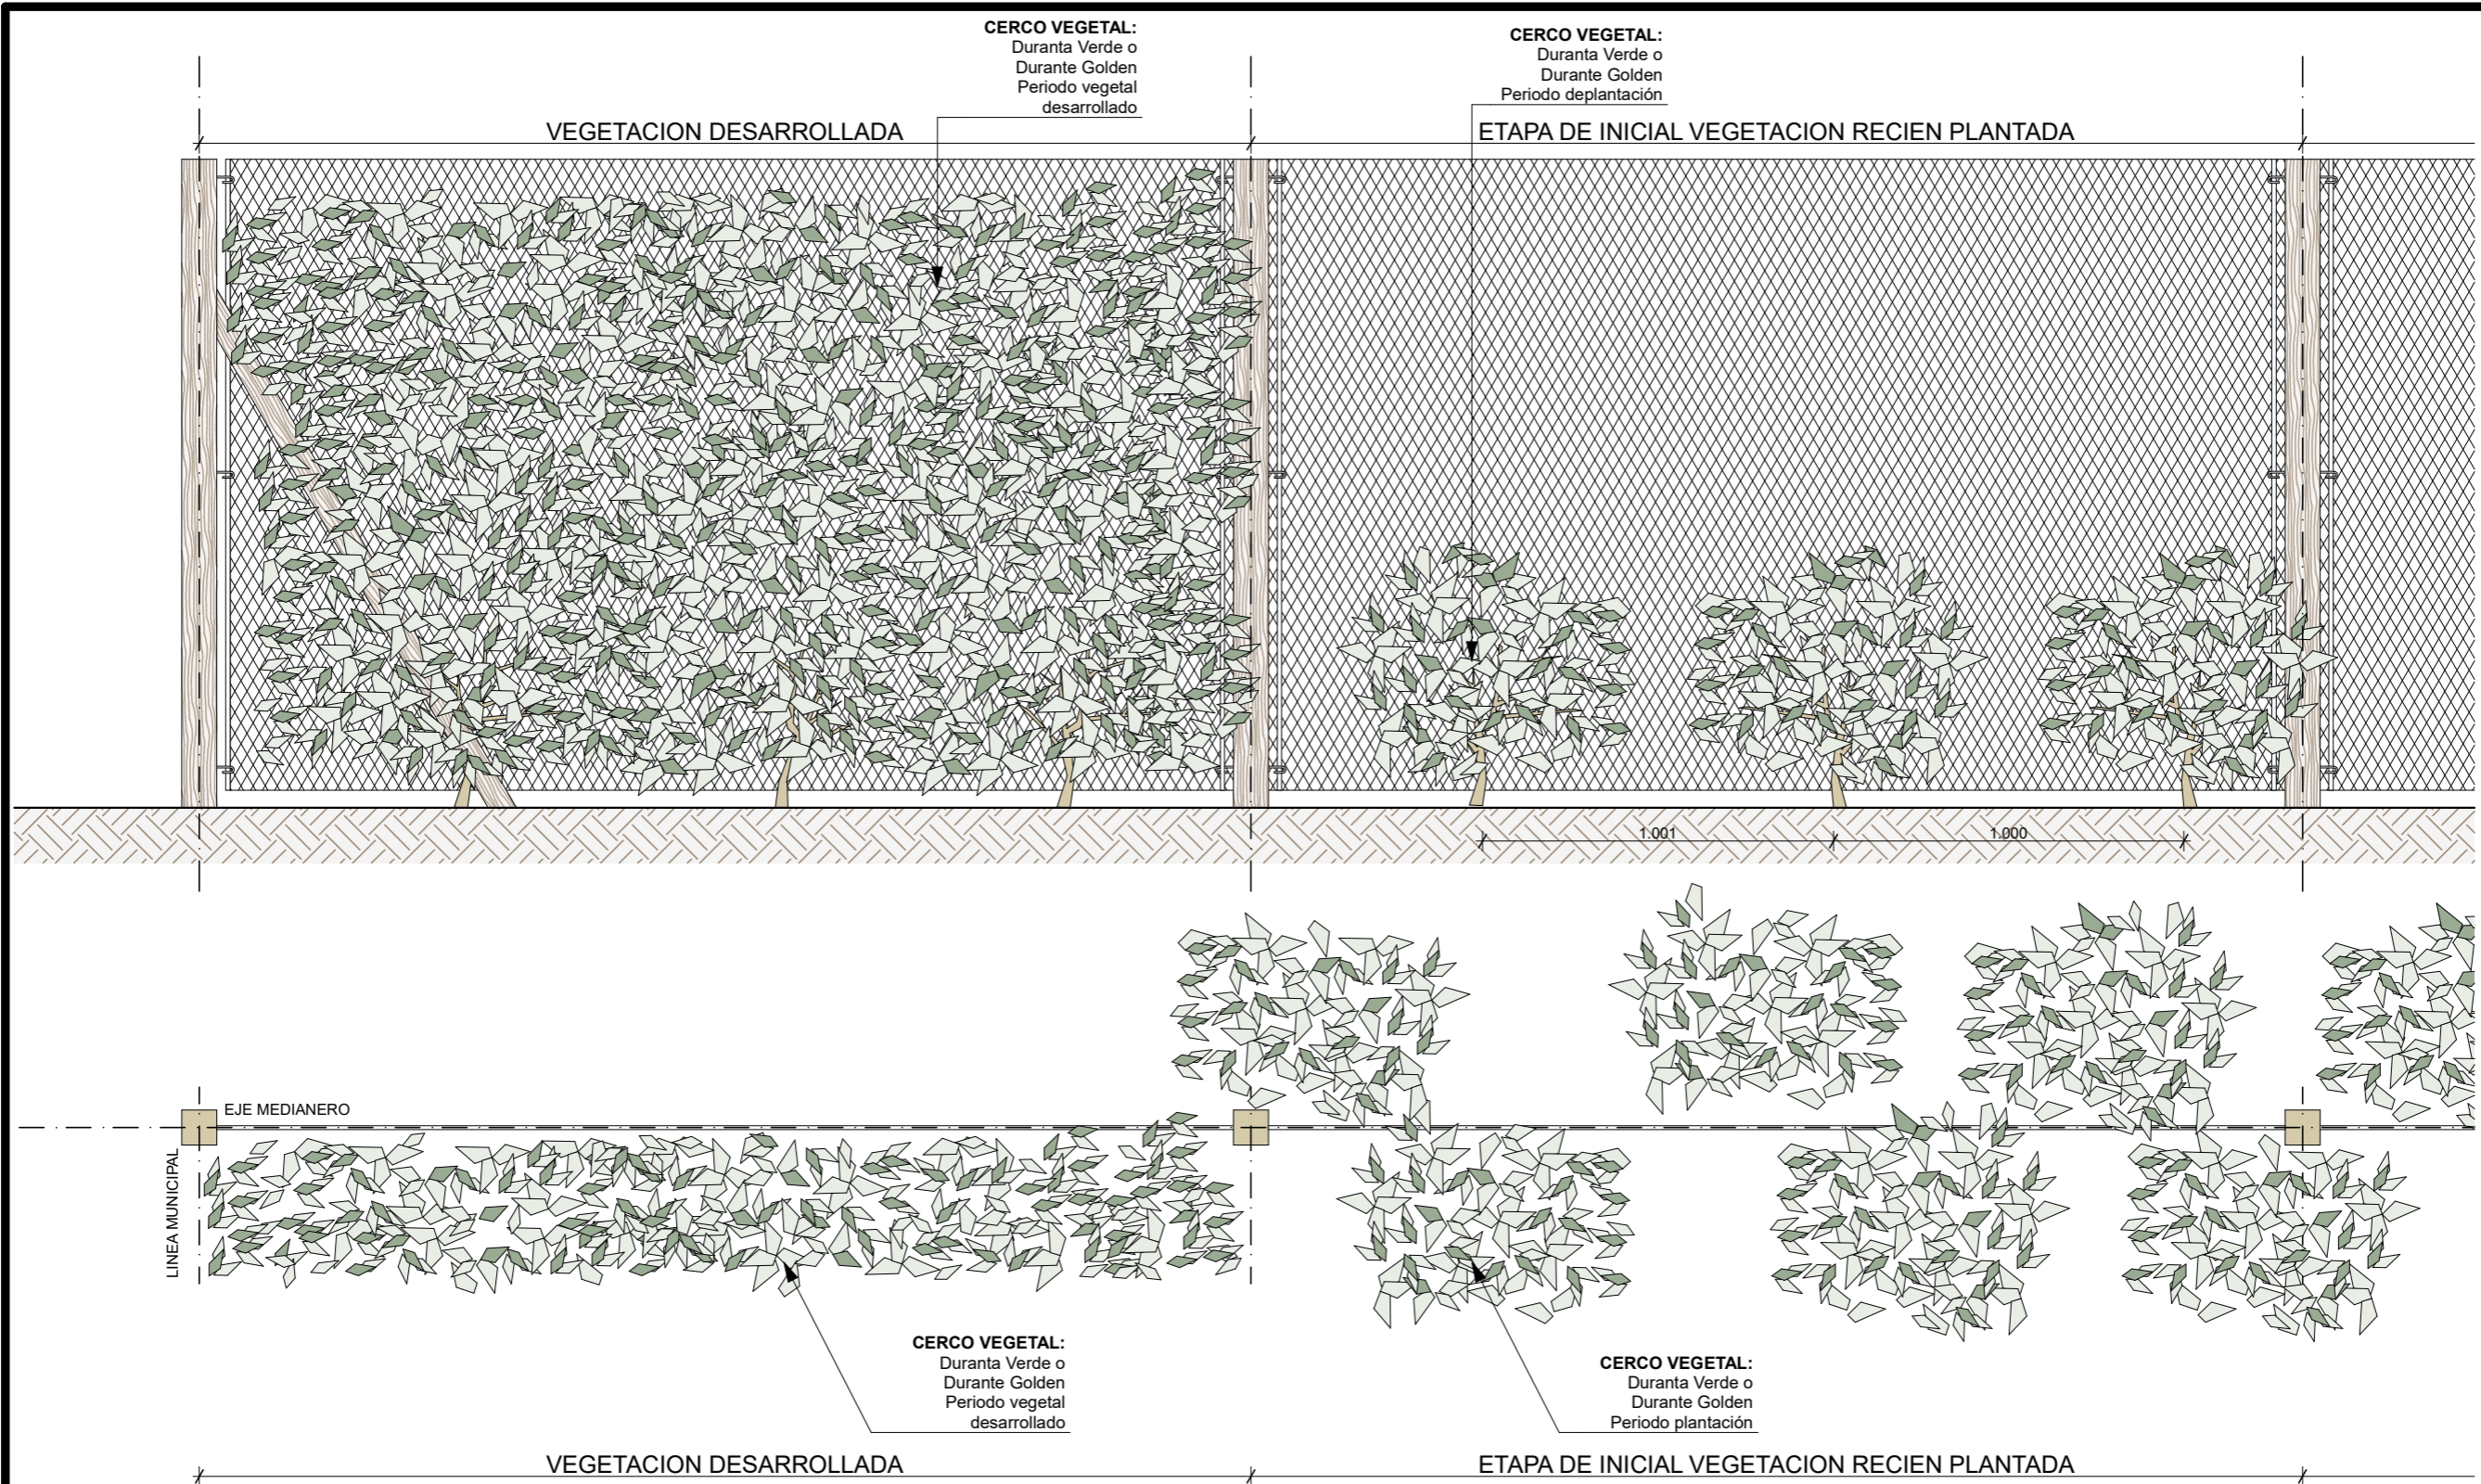 CERCO VEGETAL:
Duranta Verde o
Durante Golden
Periodo vegetal
desarrollado
CERCO VEGETAL:
Duranta Verde o
Durante Golden
Periodo deplantación
VEGETACION DESARROLLADA
ETAPA DE INICIAL VEGETACION RECIEN PLANTADA
1.001
1.000
EJE MEDIANERO
LINEA MUNICIPAL
CERCO VEGETAL:
Duranta Verde o
Durante Golden
Periodo vegetal
desarrollado
CERCO VEGETAL:
Duranta Verde o
Durante Golden
Periodo plantación
VEGETACION DESARROLLADA
ETAPA DE INICIAL VEGETACION RECIEN PLANTADA